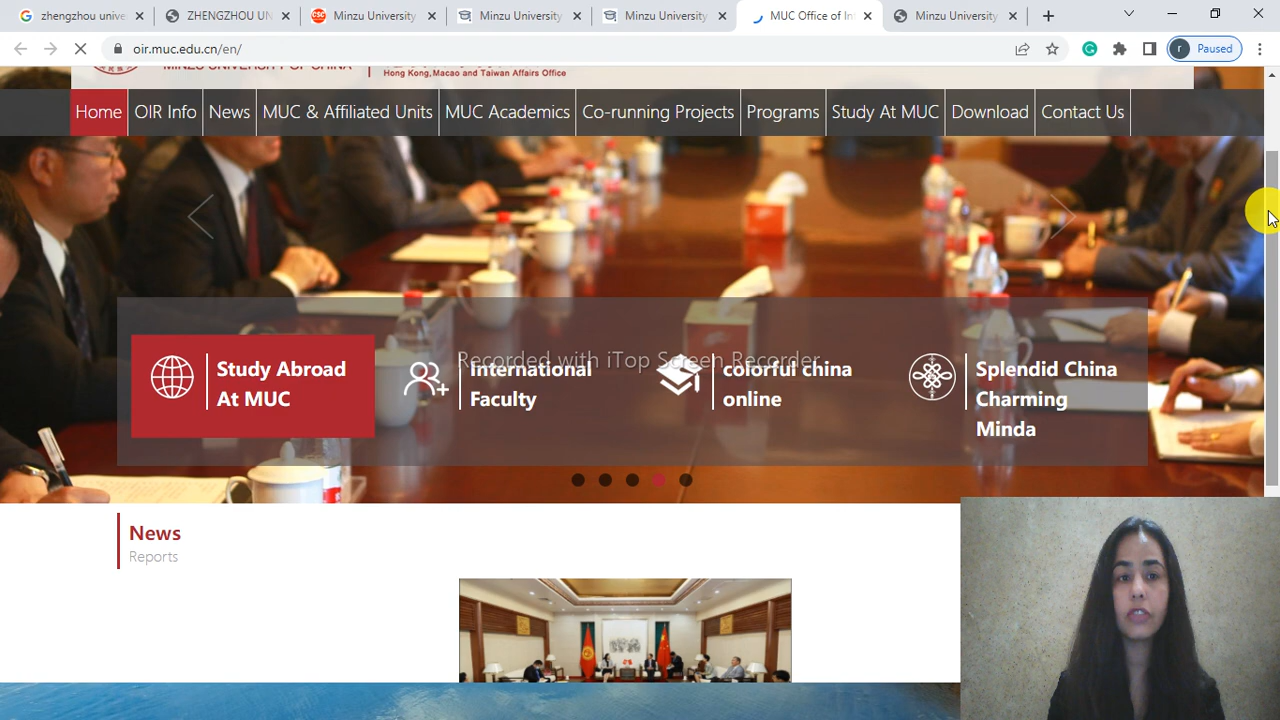 zhengzhou unive
ZHENGZHOU UN
Minzu University
Minzu University
Minzu University
MUC Office of In
Minzu University
oir.muc.edu.cn/en/
r Paused
MINZU UNIVERSITY OF CHINA
Hong Kong,Macao and Taiwan Affairs Office
Home OIR Info News MUC & Affiliated Units MUC Academics Co-running Projects Programs Study At MUC Download Contact Us
Recorded with iTop Screen Recorder
Study Abroad
At MUC
International
Faculty
colorful china
online
Splendid China
Charming
Minda
News
Reports